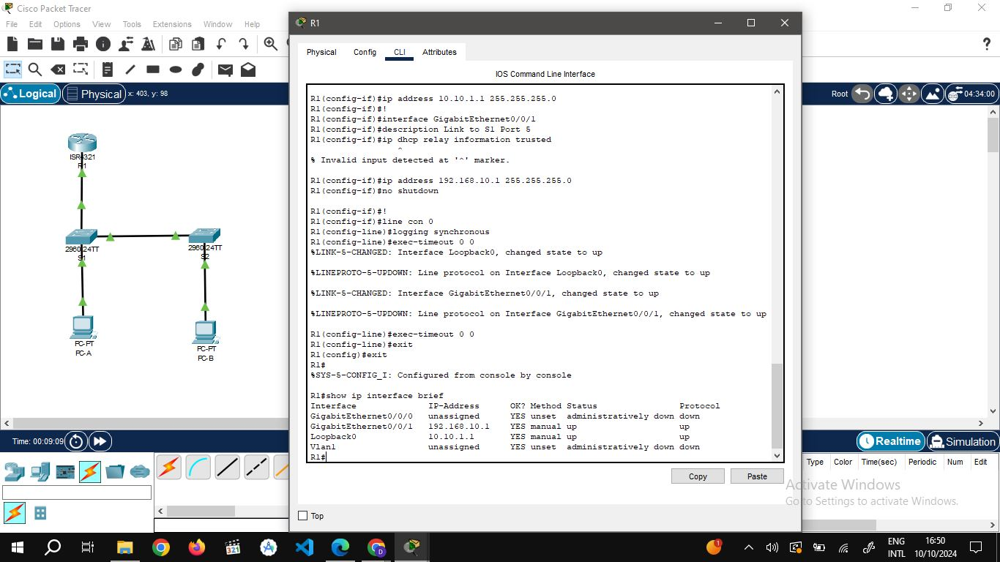 Cisco Packet Tracer
File Edit Options View Tools Extensions Window Help
Logical Physical x: 403, y: 98
Root 04:34:00
ISR4321
R1
2960-24TT
S1
2960-24TT
S2
PC-PT
PC-A
PC-PT
PC-B
R1
Physical Config CLI Attributes
IOS Command Line Interface
R1(config-if)#ip address 10.10.1.1 255.255.255.0
R1(config-if)#!
R1(config-if)#interface GigabitEthernet0/0/1
R1(config-if)#description Link to S1 Port 5
R1(config-if)#ip dhcp relay information trusted
^
% Invalid input detected at '^' marker.
R1(config-if)#ip address 192.168.10.1 255.255.255.0
R1(config-if)#no shutdown
R1(config-if)#!
R1(config-if)#line con 0
R1(config-line)#logging synchronous
R1(config-line)#exec-timeout 0 0
%LINK-5-CHANGED: Interface Loopback0, changed state to up
%LINEPROTO-5-UPDOWN: Line protocol on Interface Loopback0, changed state to up
%LINK-5-CHANGED: Interface GigabitEthernet0/0/1, changed state to up
%LINEPROTO-5-UPDOWN: Line protocol on Interface GigabitEthernet0/0/1, changed state to up
R1(config-line)#exec-timeout 0 0
R1(config-line)#exit
R1(config)#exit
R1#
%SYS-5-CONFIG_I: Configured from console by console
R1#show ip interface brief
Interface IP-Address OK? Method Status Protocol
GigabitEthernet0/0/0 unassigned YES unset administratively down down
GigabitEthernet0/0/1 192.168.10.1 YES manual up up
Loopback0 10.10.1.1 YES manual up up
Vlan1 unassigned YES unset administratively down down
R1#
Copy Paste
Top
Time: 00:09:09
Realtime Simulation
Type Color Time(sec) Periodic Num Edit
Activate Windows
Go to Settings to activate Windows.
321
D
1
ENG
INTL
16:50
10/10/2024